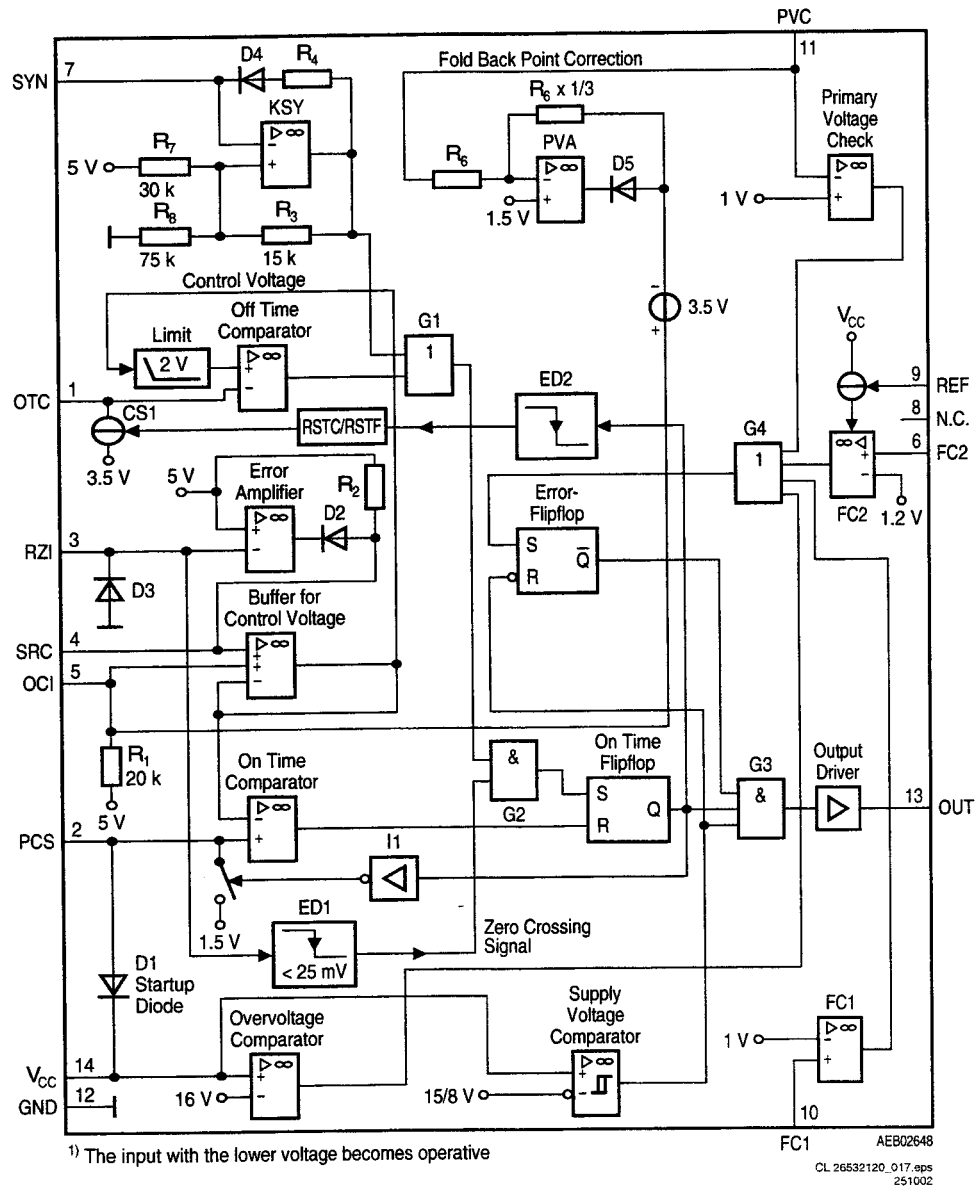 PVC
11
SYN
7
D4
R4
KSY
5 V
R7
30 k
R8
75 k
R3
15 k
Fold Back Point Correction
R6 x 1/3
R6
PVA
D5
1.5 V
Primary
Voltage
Check
1 V
3.5 V
Control Voltage
Off Time
Comparator
Limit
2 V
G1
1
OTC
1
CS1
3.5 V
RSTC/RSTF
ED2
VCC
9
REF
8
N.C.
6
FC2
FC2
1.2 V
G4
1
5 V
Error
Amplifier
R2
D2
RZI
3
D3
Error-
Flipflop
S
R
Q
Buffer for
Control Voltage
SRC
4
OCI
5
R1
20 k
5 V
On Time
Comparator
PCS
2
&
G2
On Time
Flipflop
S
R
Q
G3
&
Output
Driver
13
OUT
I1
1.5 V
ED1
< 25 mV
Zero Crossing
Signal
D1
Startup
Diode
Overvoltage
Comparator
Supply
Voltage
Comparator
FC1
1 V
VCC
14
GND
12
16 V
15/8 V
10
FC1
AEB02648
1) The input with the lower voltage becomes operative
CL 26532120_017.eps
251002